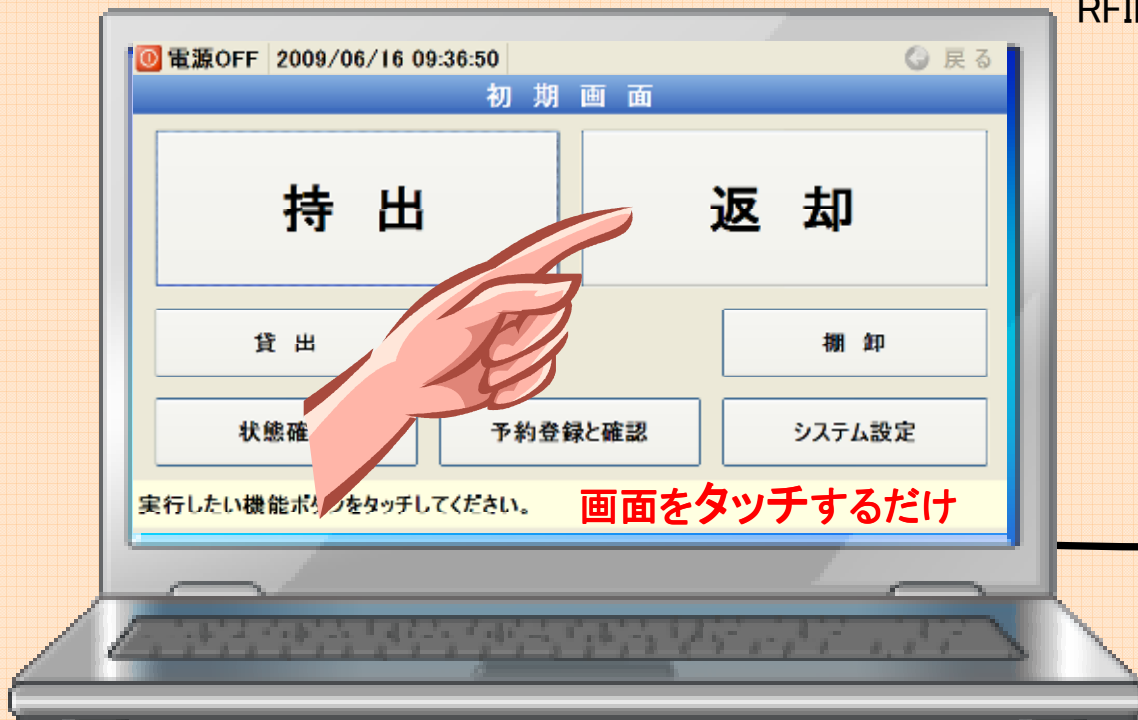 RFI
電源OFF 2009/06/16 09:36:50 戻る
初期画面
持出 返却
貸出 棚卸
状態確 予約登録と確認 システム設定
実行したい機能ボタンをタッチしてください。
画面をタッチするだけ